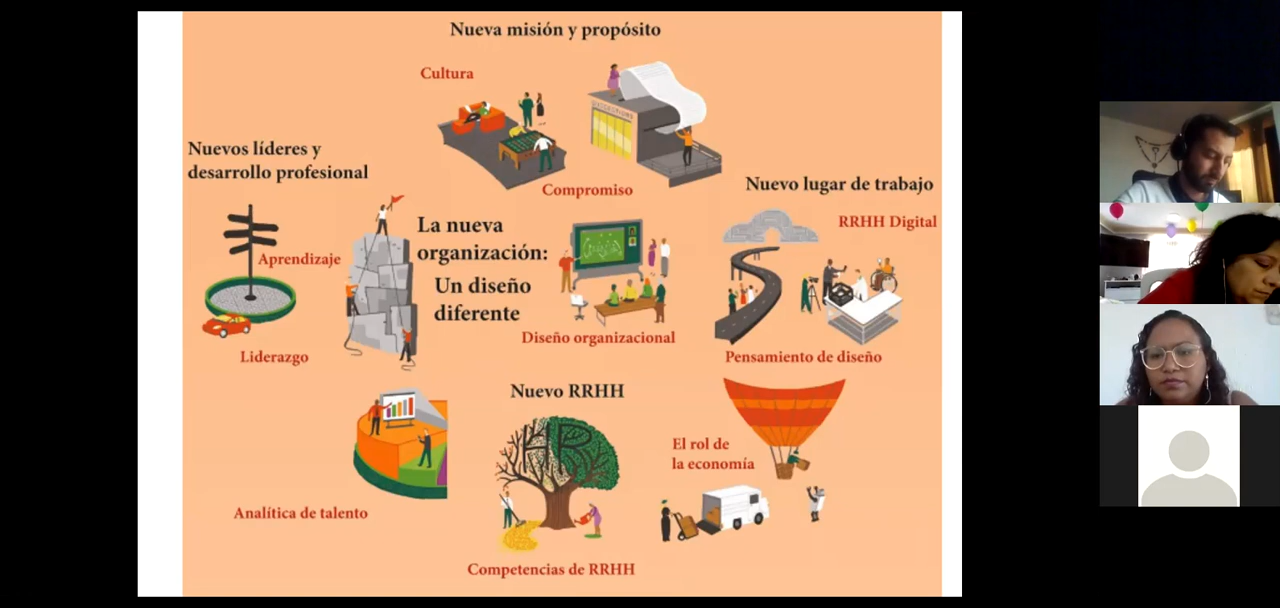 Nueva misión y propósito
Cultura
Compromiso
Nuevos líderes y
desarrollo profesional
Aprendizaje
Liderazgo
La nueva
organización:
Un diseño
diferente
Diseño organizacional
Nuevo lugar de trabajo
RRHH Digital
Pensamiento de diseño
Analítica de talento
Nuevo RRHH
HR
Competencias de RRHH
El rol de
la economía